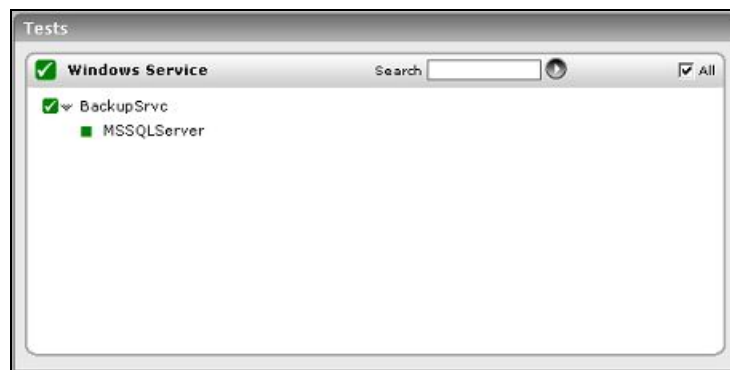 Tests
Windows Service Search All
BackupSrvc
MSSQLServer